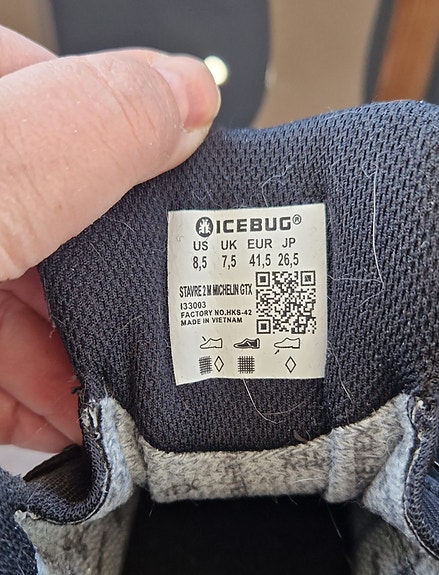 ICEBUG®
US UK EUR JP
8,5 7,5 41,5 26,5
STAVRE 2 M MICHELIN GTX
I33003
FACTORY NO.HKS-42
MADE IN VIETNAM